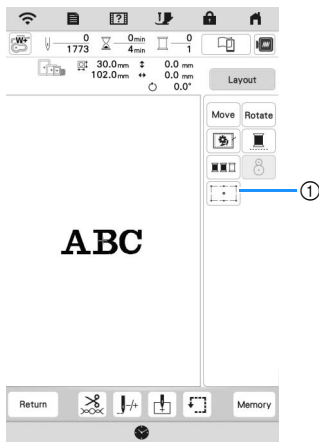 W+
0
1773
0min
4min
0
1
30.0mm
102.0mm
0.0 mm
0.0 mm
0.0°
Layout
Move Rotate
ABC
1
-/+
Return
Memory